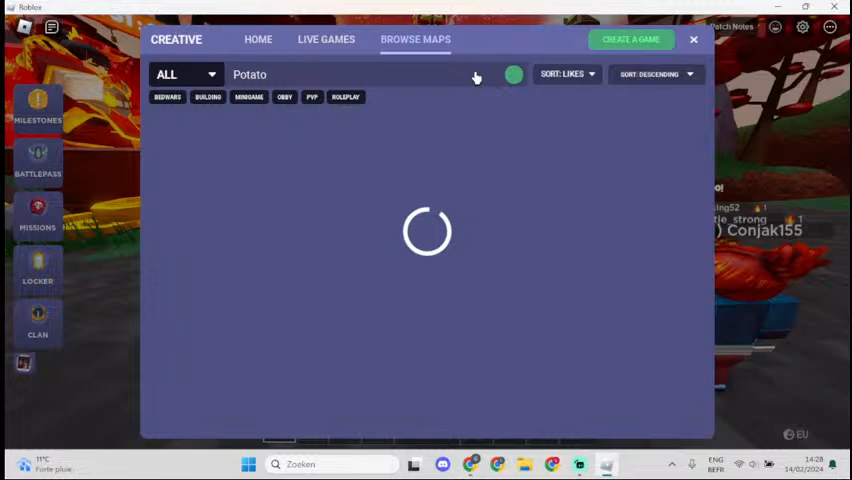 Roblox
Patch Notes
CREATIVE
HOME
LIVE GAMES
BROWSE MAPS
CREATE A GAME
ALL
Potato
SORT: LIKES
SORT: DESCENDING
BEDWARS
BUILDING
MINIGAME
OBBY
PVP
ROLEPLAY
MILESTONES
BATTLEPASS
MISSIONS
LOCKER
CLAN
tle_strong
1
) Conjak155
EU
11°C
Forte pluie
Zoeken
ENG
BEFR
14:28
14/02/2024